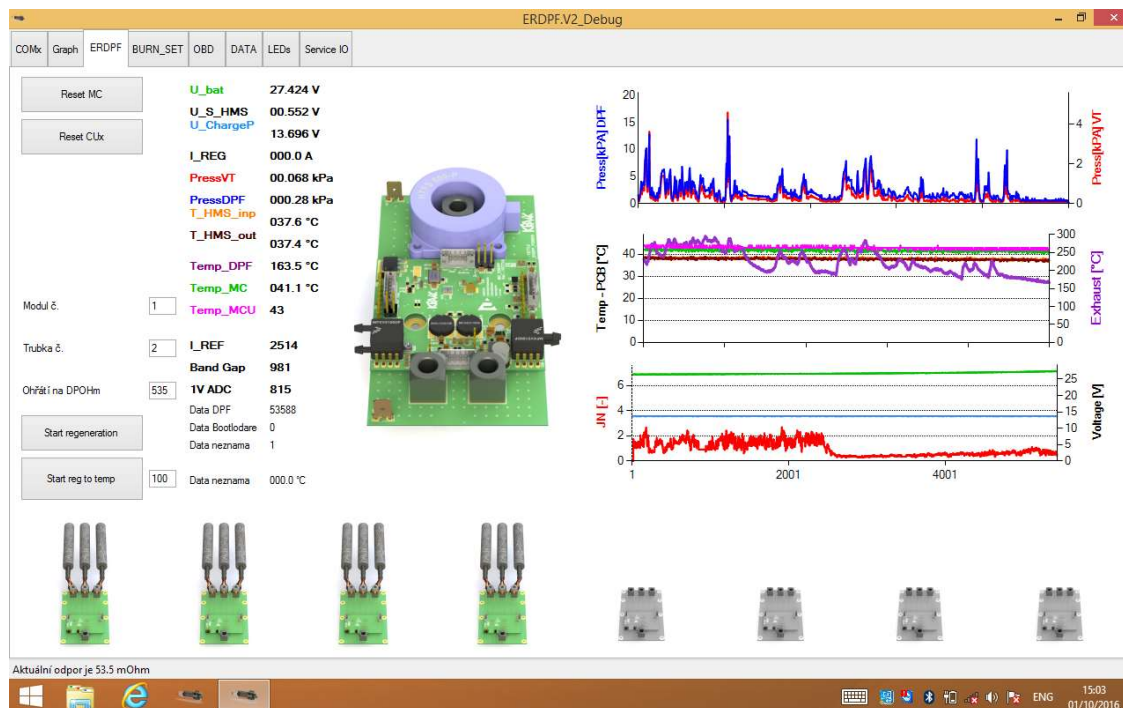 ERDPF.V2_Debug
COMx Graph ERDPF BURN_SET OBD DATA LEDs Service IO
Reset MC
Reset CUx
U_bat 27.424 V
U_S_HMS 00.552 V
U_ChargeP 13.696 V
I_REG 000.0 A
PressVT 00.068 kPa
PressDPF 000.28 kPa
T_HMS_inp 037.6 °C
T_HMS_out 037.4 °C
Temp_DPF 163.5 °C
Temp_MC 041.1 °C
Modul č. 1 Temp_MCU 43
Trubka č. 2 I_REF 2514
Band Gap 981
Ohřátí na DPOHm 535 1V ADC 815
Data DPF 53588
Start regeneration Data Bootlodare 0
Data neznama 1
Start reg to temp 100 Data neznama 000.0 °C
Press[kPA] DPF
20
15
10
5
0
4
2
0
Press[kPA] VT
Temp - PCB [°C]
40
30
20
10
0
300
250
200
150
100
50
0
Exhaust [°C]
JN [-]
6
4
2
0
25
20
15
10
5
0
Voltage [V]
1 2001 4001
Aktuální odpor je 53.5 mOhm
ENG 15:03
01/10/2016